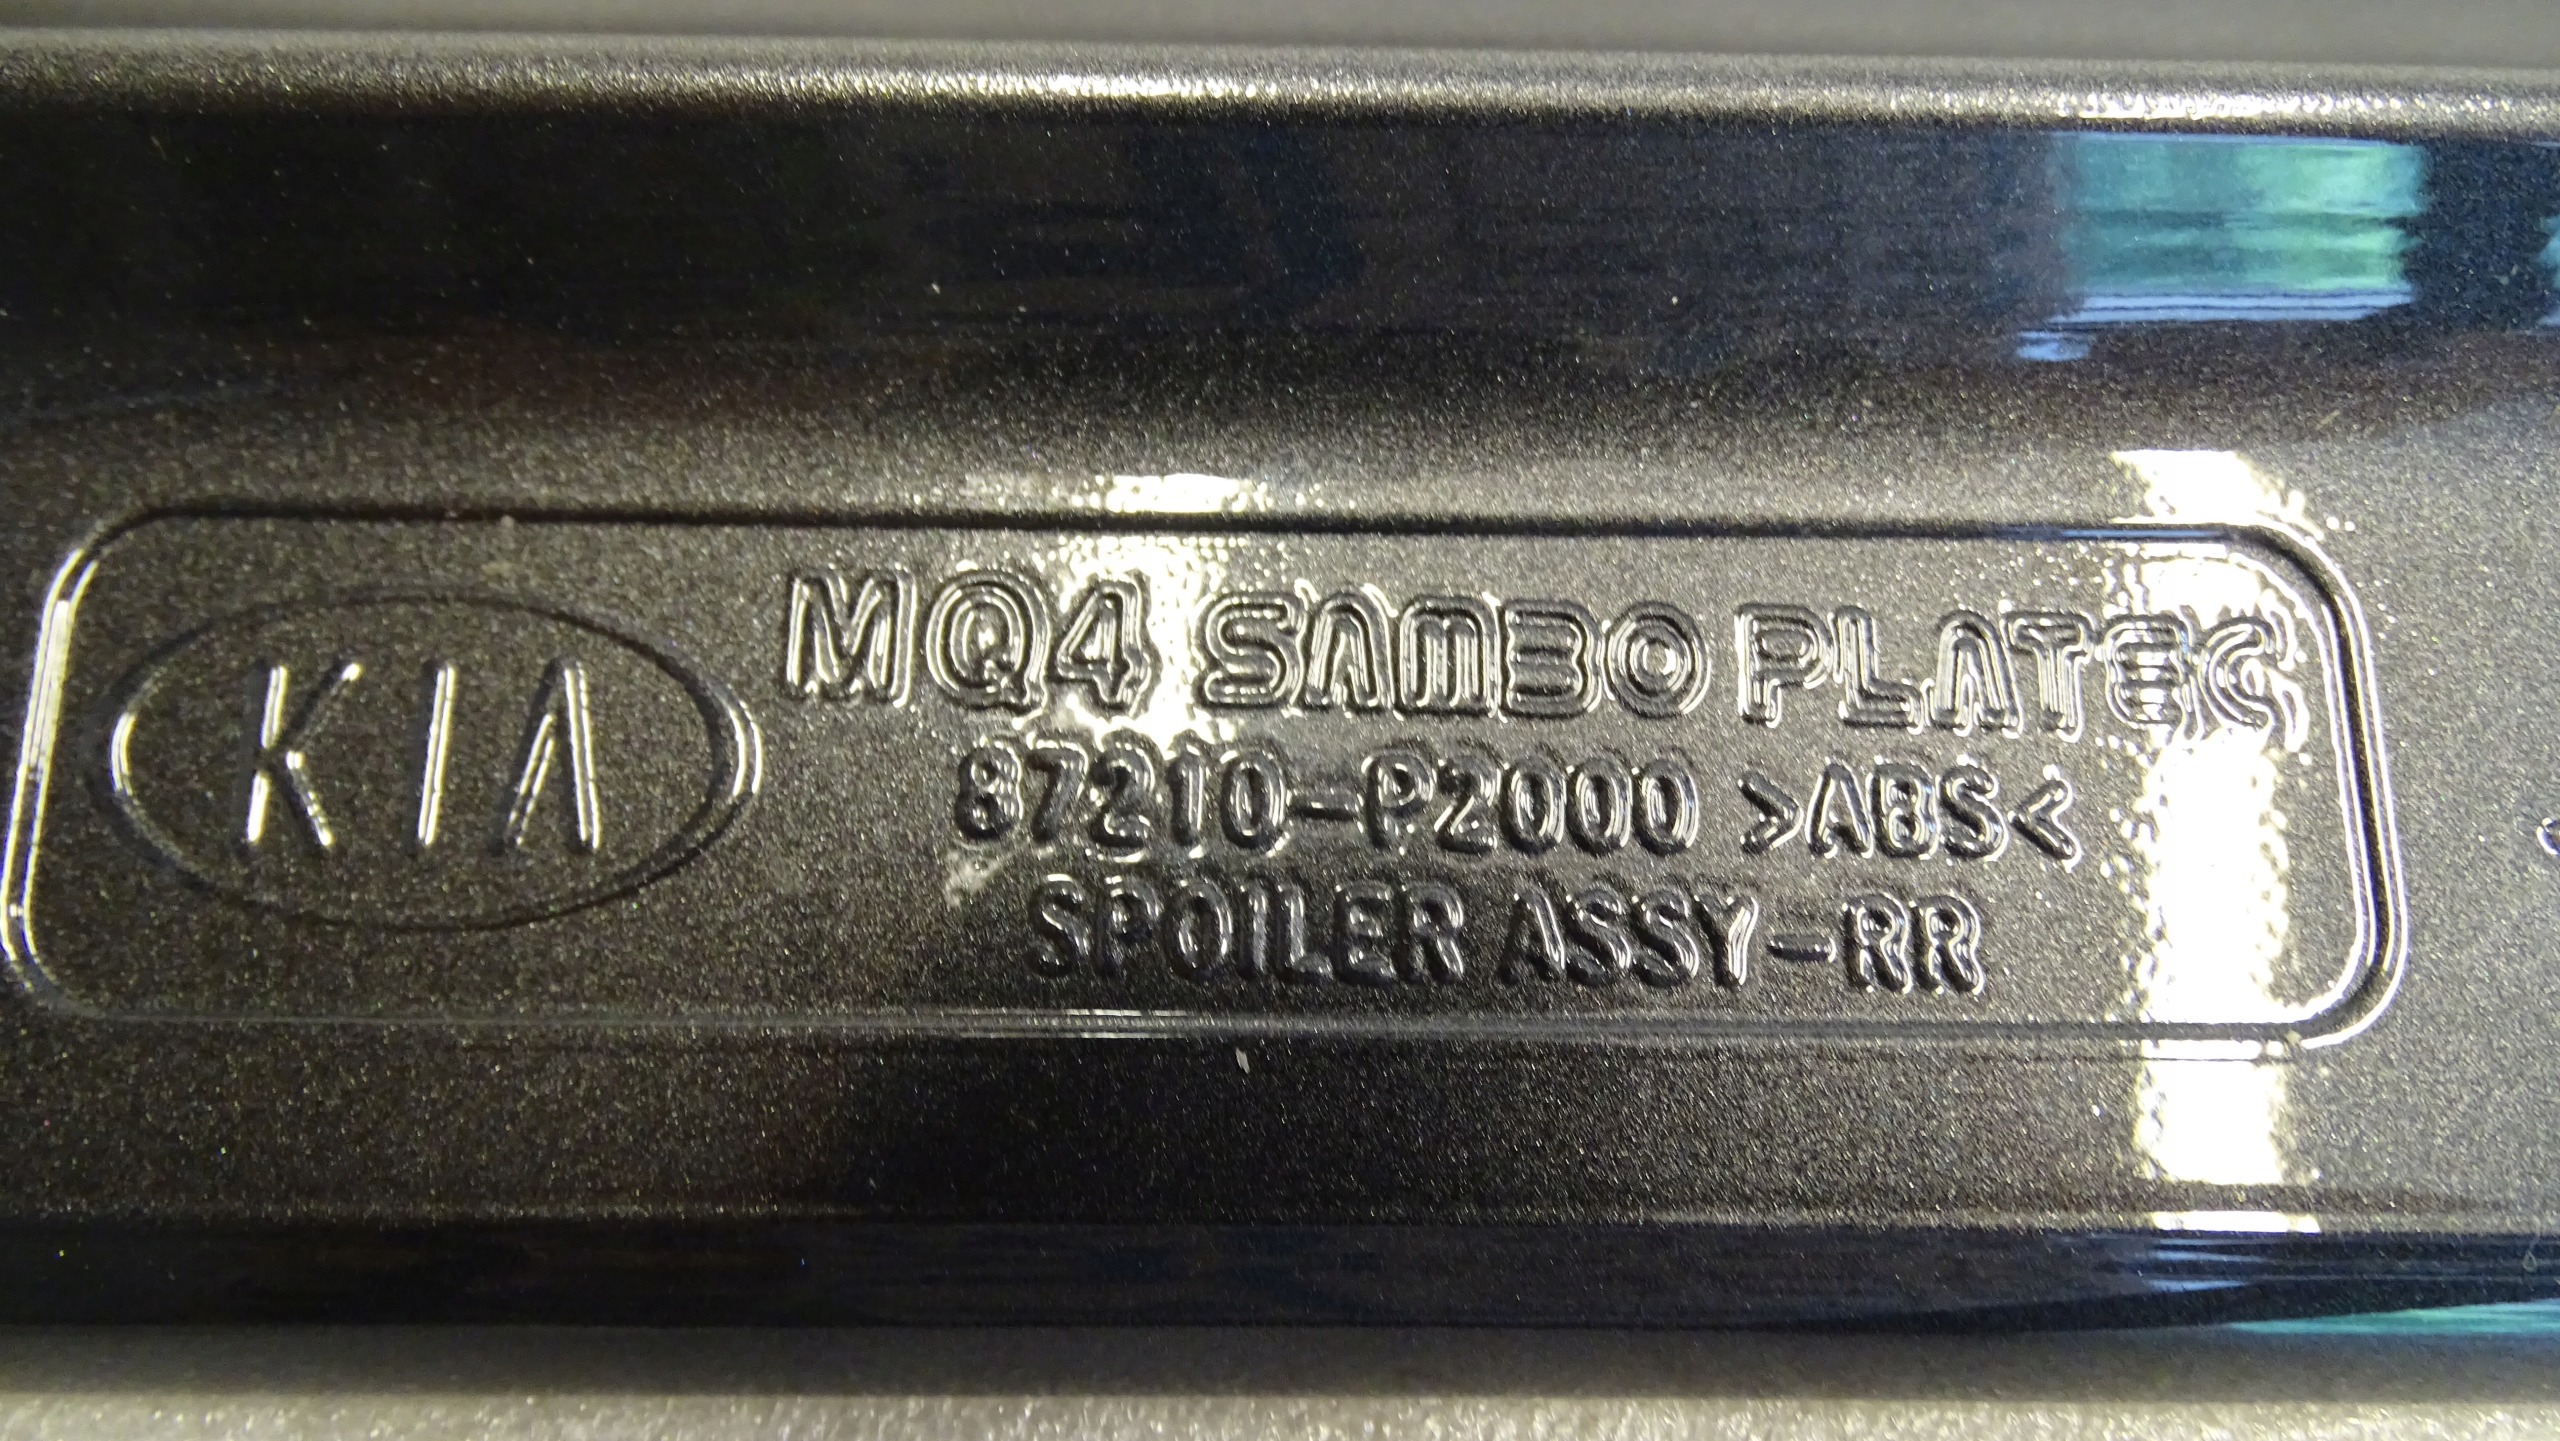 KIA
MQ4 SAMBO PLATEC
87210-P2000 >ABS<
SPOILER ASSY-RR